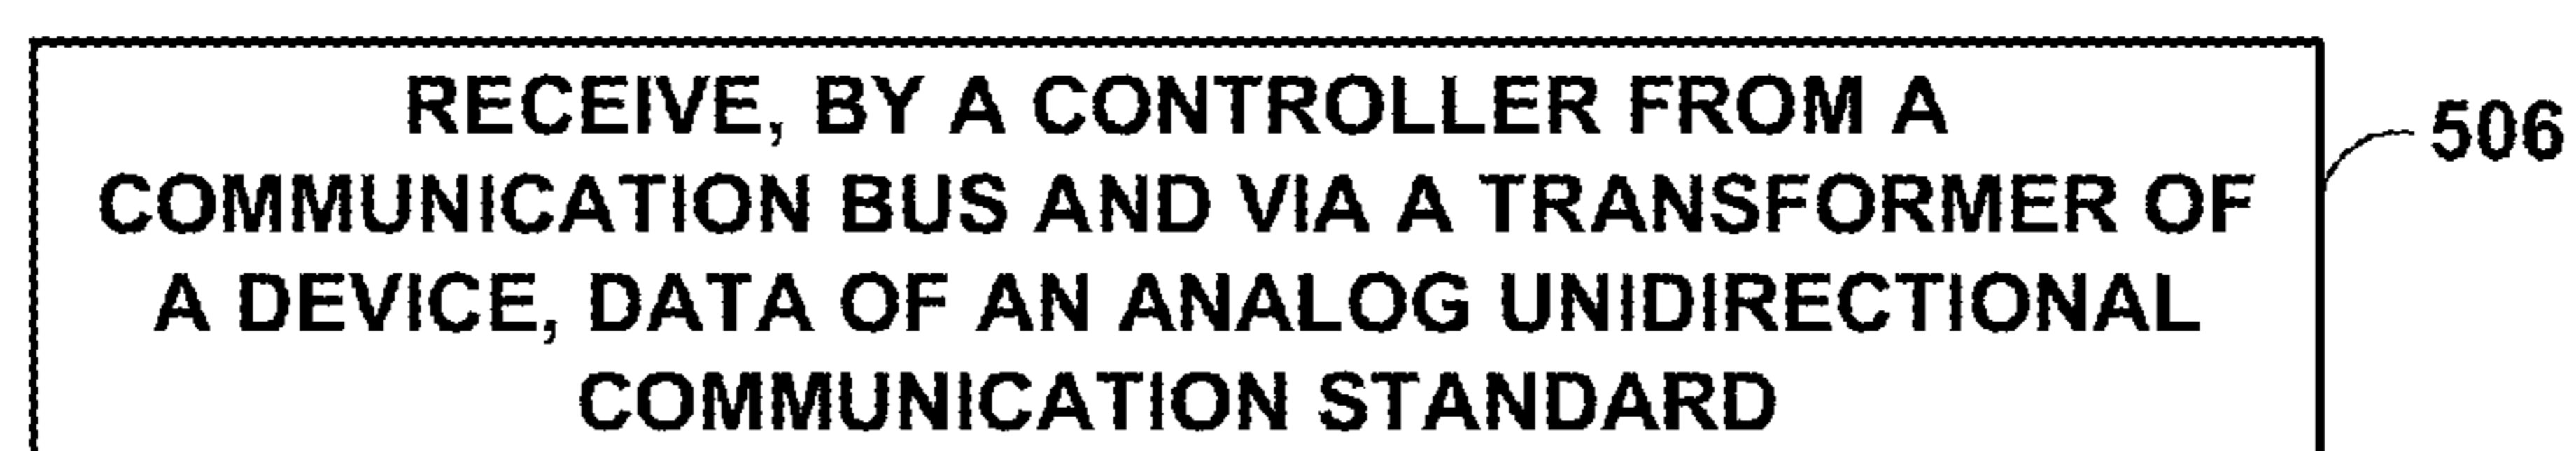 RECEIVE, BY A CONTROLLER FROM A
COMMUNICATION BUS AND VIA A TRANSFORMER OF
A DEVICE, DATA OF AN ANALOG UNIDIRECTIONAL
COMMUNICATION STANDARD
506